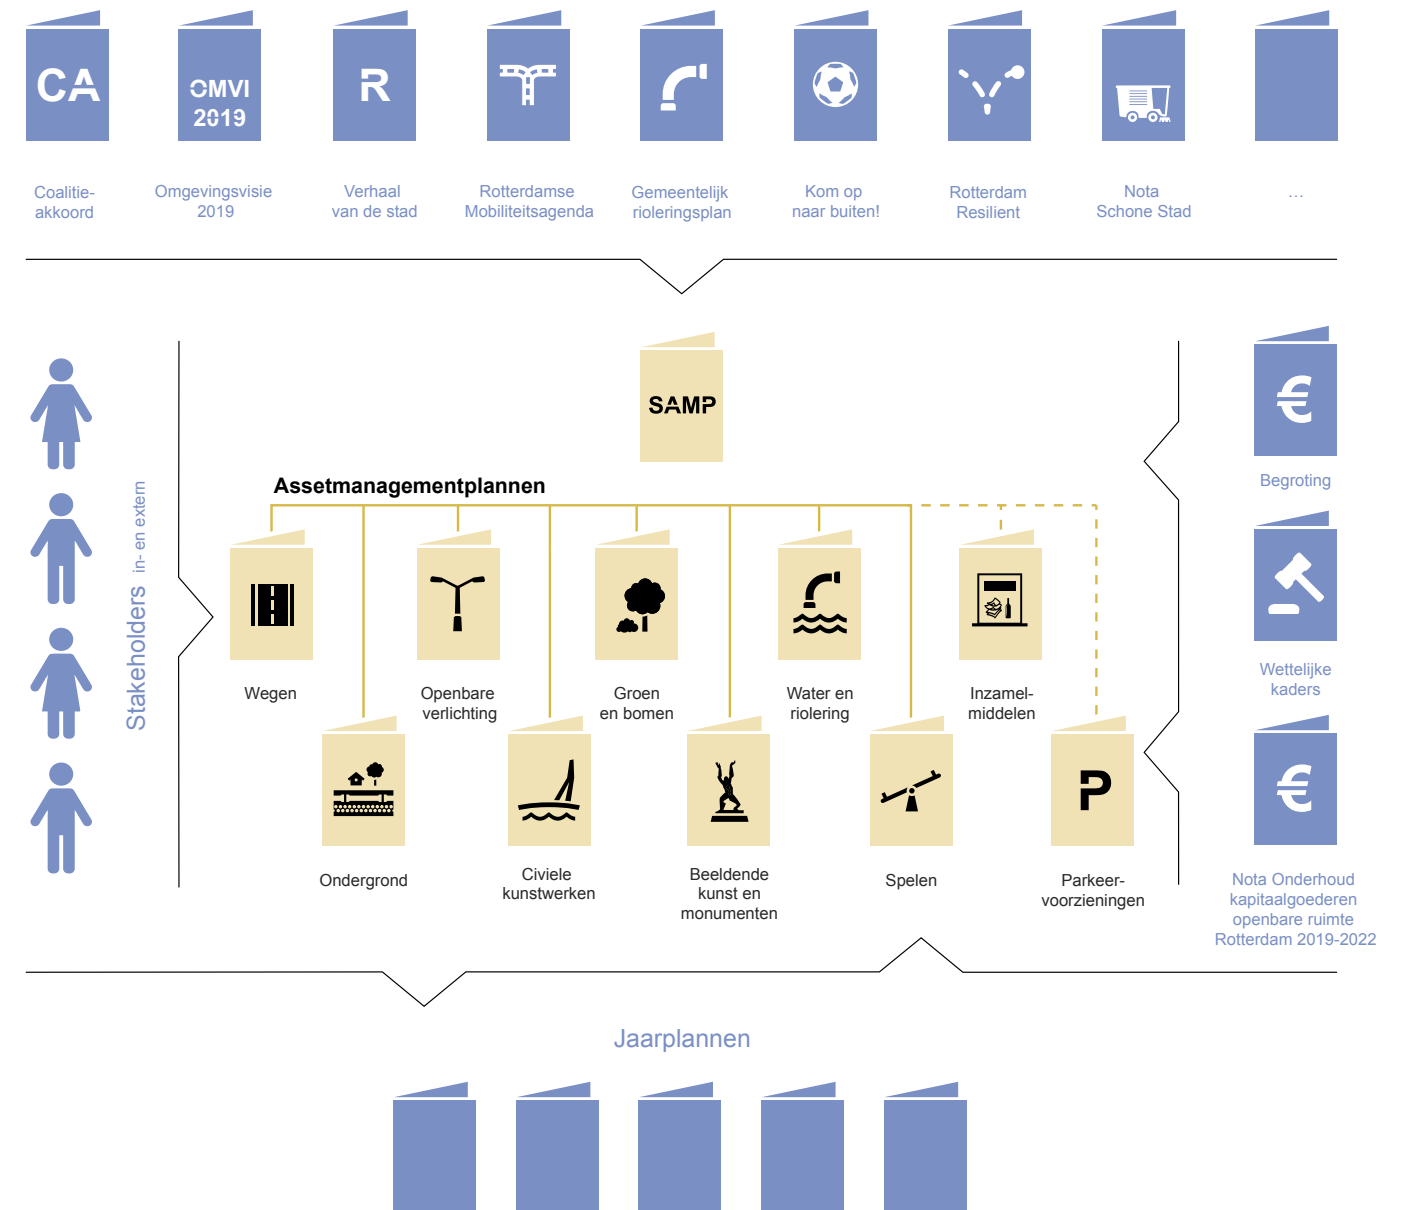 CA
OMVI
2019
R
Coalitie-
akkoord
Omgevingsvisie
2019
Verhaal
van de stad
Rotterdamse
Mobiliteitsagenda
Gemeentelijk
rioleringsplan
Kom op
naar buiten!
Rotterdam
Resilient
Nota
Schone Stad
...
SAMP
Assetmanagementplannen
Stakeholders in- en extern
Wegen
Openbare
verlichting
Groen
en bomen
Water en
riolering
Inzamel-
middelen
P
Ondergrond
Civiele
kunstwerken
Beeldende
kunst en
monumenten
Spelen
Parkeer-
voorzieningen
€
Begroting
Wettelijke
kaders
€
Nota Onderhoud
kapitaalgoederen
openbare ruimte
Rotterdam 2019-2022
Jaarplannen